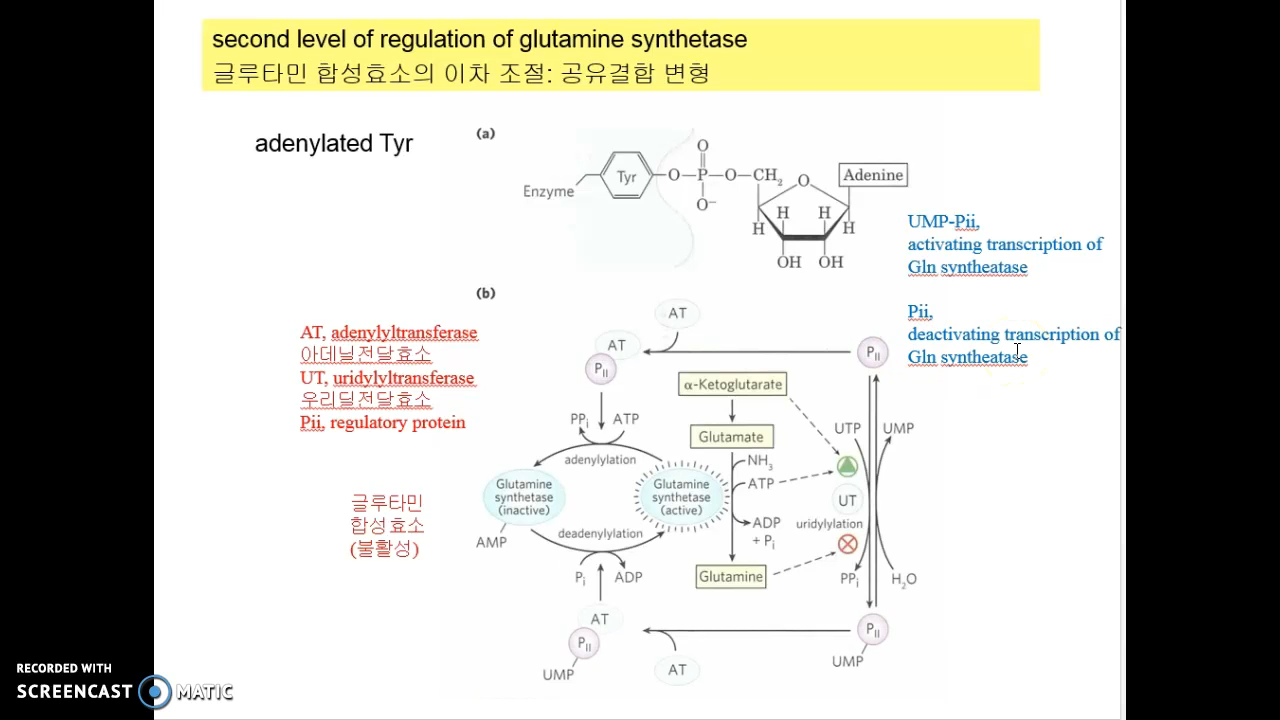 second level of regulation of glutamine synthetase
글루타민 합성효소의 이차 조절: 공유결합 변형
adenylated Tyr
(a)
Enzyme
Tyr
O
O
P
O⁻
O
CH₂
O
Adenine
H
H
H
H
OH
OH
UMP-Pii,
activating transcription of
Gln syntheatase
Pii,
deactivating transcription of
Gln syntheatase
AT, adenylyltransferase
아데닐전달효소
UT, uridylyltransferase
우리딜전달효소
Pii, regulatory protein
글루타민
합성효소
(불활성)
(b)
AT
AT
PII
PII
α-Ketoglutarate
PPi
ATP
Glutamate
UTP
UMP
adenylylation
NH₃
ATP
Glutamine
synthetase
(inactive)
Glutamine
synthetase
(active)
UT
uridylylation
ADP
+ Pi
AMP
deadenylylation
Pi
ADP
Glutamine
PPi
H₂O
AT
PII
UMP
AT
PII
UMP
RECORDED WITH
SCREENCAST MATIC